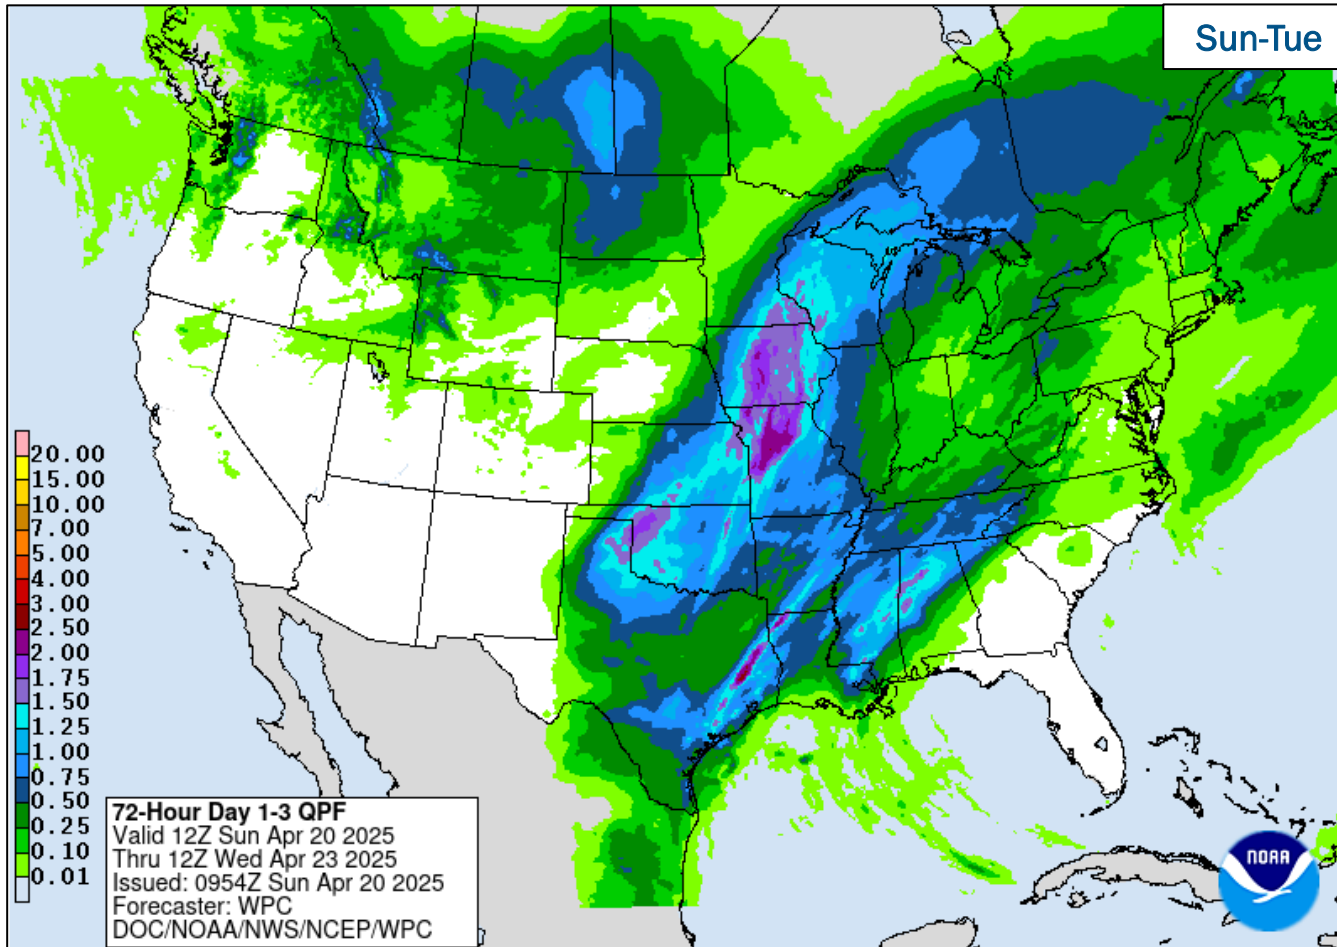 Sun-Tue
20.00
15.00
10.00
7.00
5.00
4.00
3.00
2.50
2.00
1.75
1.50
1.25
1.00
0.75
0.50
0.25
0.10
0.01
72-Hour Day 1-3 QPF
Valid 12Z Sun Apr 20 2025
Thru 12Z Wed Apr 23 2025
Issued: 0954Z Sun Apr 20 2025
Forecaster: WPC
DOC/NOAA/NWS/NCEP/WPC
NOAA